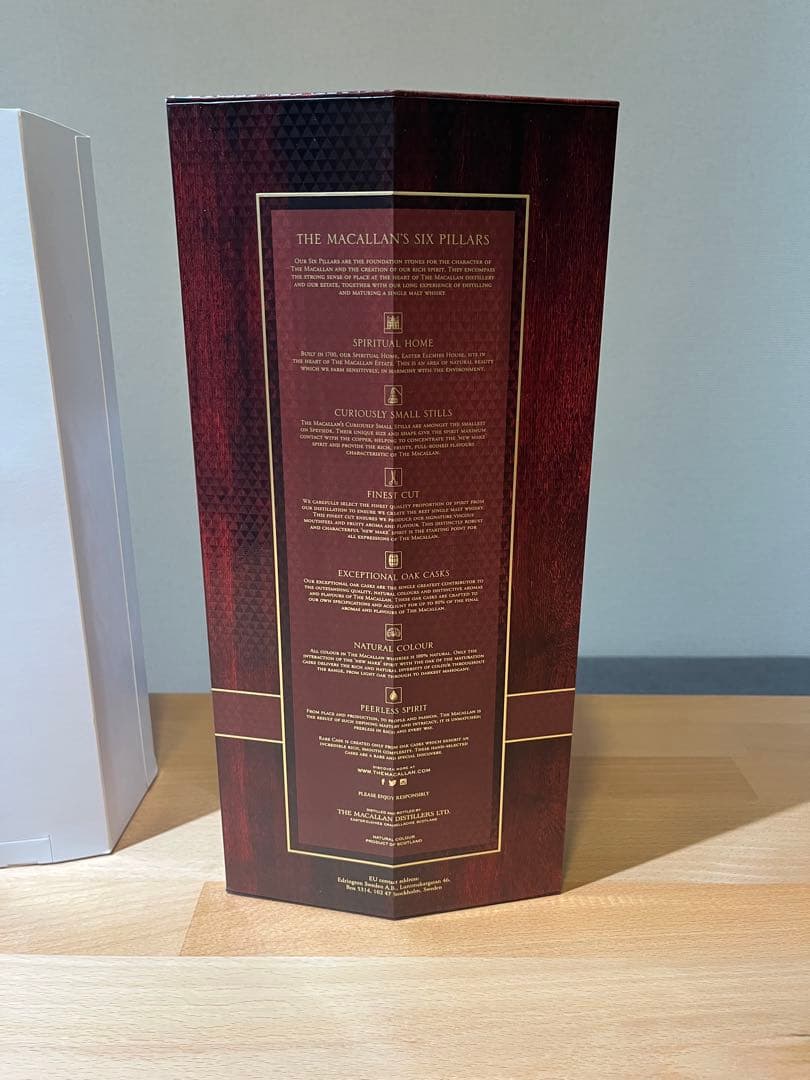 THE MACALLAN'S SIX PILLARS
OUR SIX PILLARS ARE THE FOUNDATION STONES FOR THE CHARACTER OF
THE MACALLAN AND THE CREATION OF OUR RICH SPIRIT. THEY ENCOMPASS
THE STRONG SENSE OF PLACE AT THE HEART OF THE MACALLAN DISTILLERY
AND OUR ESTATE, TOGETHER WITH OUR LONG EXPERIENCE OF DISTILLING
AND MATURING A SINGLE MALT WHISKY.
SPIRITUAL HOME
BUILT IN 1700, OUR SPIRITUAL HOME, EASTER ELCHIES HOUSE, SITS IN
THE HEART OF THE MACALLAN ESTATE. THIS IS AN AREA OF NATURAL BEAUTY
WHICH WE FARM SENSITIVELY, IN HARMONY WITH THE ENVIRONMENT.
CURIOUSLY SMALL STILLS
THE MACALLAN'S CURIOUSLY SMALL STILLS ARE AMONGST THE SMALLEST
ON SPEYSIDE. THEIR UNIQUE SIZE AND SHAPE GIVE THE SPIRIT MAXIMUM
CONTACT WITH THE COPPER, HELPING TO CONCENTRATE THE 'NEW MAKE'
SPIRIT AND PROVIDE THE RICH, FRUITY, FULL-BODIED FLAVOURS
CHARACTERISTIC OF THE MACALLAN.
FINEST CUT
WE CAREFULLY SELECT THE FINEST QUALITY PROPORTION OF SPIRIT FROM
OUR DISTILLATION TO ENSURE WE CREATE THE BEST SINGLE MALT WHISKY.
THIS FINEST CUT ENSURES WE PRODUCE OUR SIGNATURE VISCOUS
MOUTHFEEL AND FRUITY AROMA AND FLAVOUR. THIS DISTINCTLY ROBUST
AND CHARACTERFUL 'NEW MAKE' SPIRIT IS THE STARTING POINT FOR
ALL EXPRESSIONS OF THE MACALLAN.
EXCEPTIONAL OAK CASKS
OUR EXCEPTIONAL OAK CASKS ARE THE SINGLE GREATEST CONTRIBUTOR TO
THE OUTSTANDING QUALITY, NATURAL COLOURS AND DISTINCTIVE AROMAS
AND FLAVOURS OF THE MACALLAN. THESE OAK CASKS ARE CRAFTED TO
OUR OWN SPECIFICATIONS AND ACCOUNT FOR UP TO 80% OF THE FINAL
AROMAS AND FLAVOURS OF THE MACALLAN.
NATURAL COLOUR
ALL COLOUR IN THE MACALLAN WHISKIES IS 100% NATURAL. ONLY THE
INTERACTION OF THE 'NEW MAKE' SPIRIT WITH THE OAK OF THE MATURATION
CASKS DELIVERS THE RICH AND NATURAL DIVERSITY OF COLOUR THROUGHOUT
THE RANGE, FROM LIGHT OAK THROUGH TO DARKEST MAHOGANY.
PEERLESS SPIRIT
FROM PLACE AND PRODUCTION, TO PEOPLE AND PASSION. THE MACALLAN IS
THE RESULT OF SUCH DEFINING MASTERY AND INTRICACY, IT IS UNMATCHED;
PEERLESS IN EACH AND EVERY WAY.
RARE CASK IS CREATED ONLY FROM OAK CASKS WHICH EXHIBIT AN
INCREDIBLE RICH, SMOOTH COMPLEXITY. THESE HAND-SELECTED
CASKS ARE A RARE AND SPECIAL DISCOVERY.
DISCOVER MORE AT
WWW.THEMACALLAN.COM
PLEASE ENJOY RESPONSIBLY
DISTILLED AND BOTTLED BY
THE MACALLAN DISTILLERS LTD.
EASTER ELCHIES CRAIGELLACHIE SCOTLAND
NATURAL COLOUR
PRODUCT OF SCOTLAND
EU contact address:
Edrington Sweden A.B., Luntmakargatan 46,
Box 5314, 102 47 Stockholm, Sweden